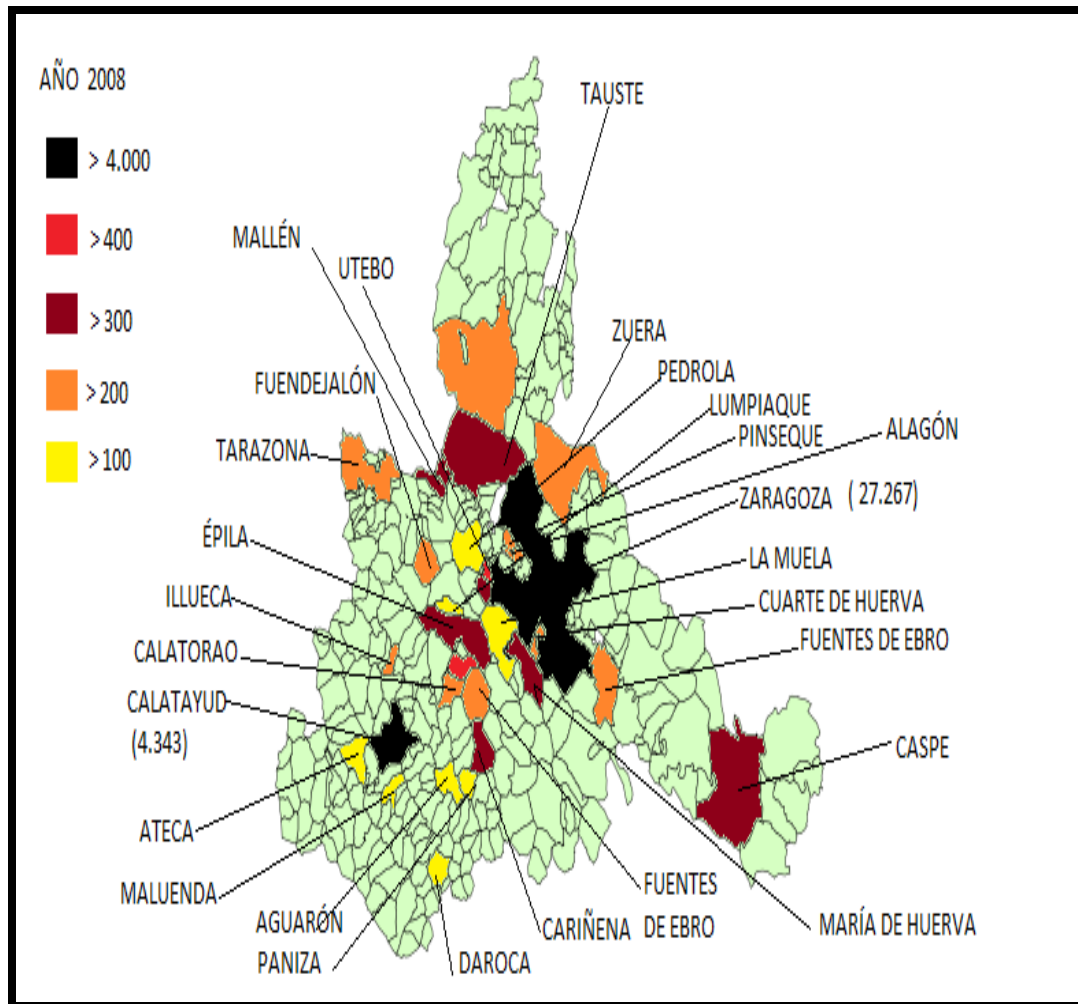 AÑO 2008
> 4.000
>400
>300
>200
>100
TAUSTE
MALLÉN
UTEBO
ZUERA
FUENDEJALÓN
PEDROLA
LUMPIAQUE
PINSEQUE
ALAGÓN
TARAZONA
ZARAGOZA ( 27.267)
ÉPILA
LA MUELA
ILLUECA
CUARTE DE HUERVA
CALATORAO
FUENTES DE EBRO
CALATAYUD
(4.343)
CASPE
ATECA
MALUENDA
AGUARÓN
PANIZA
DAROCA
CARIÑENA
FUENTES
DE EBRO
MARÍA DE HUERVA